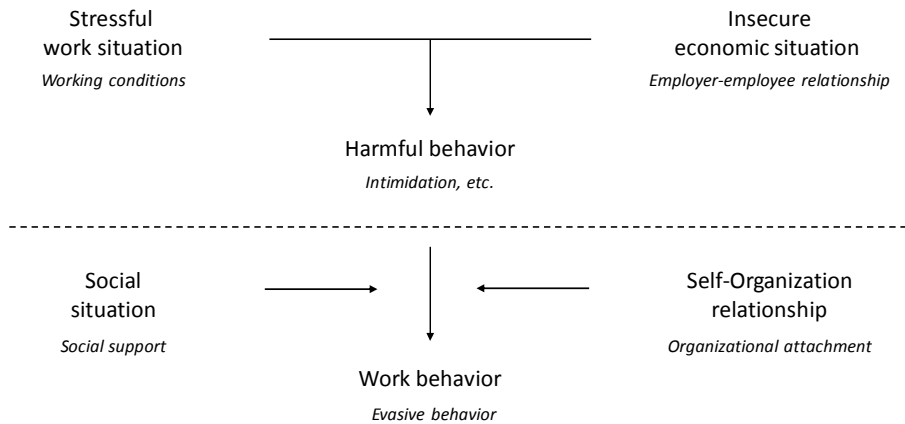 Stressful
work situation
Working conditions
Insecure
economic situation
Employer-employee relationship
Harmful behavior
Intimidation, etc.
Social
situation
Social support
Self-Organization
relationship
Organizational attachment
Work behavior
Evasive behavior